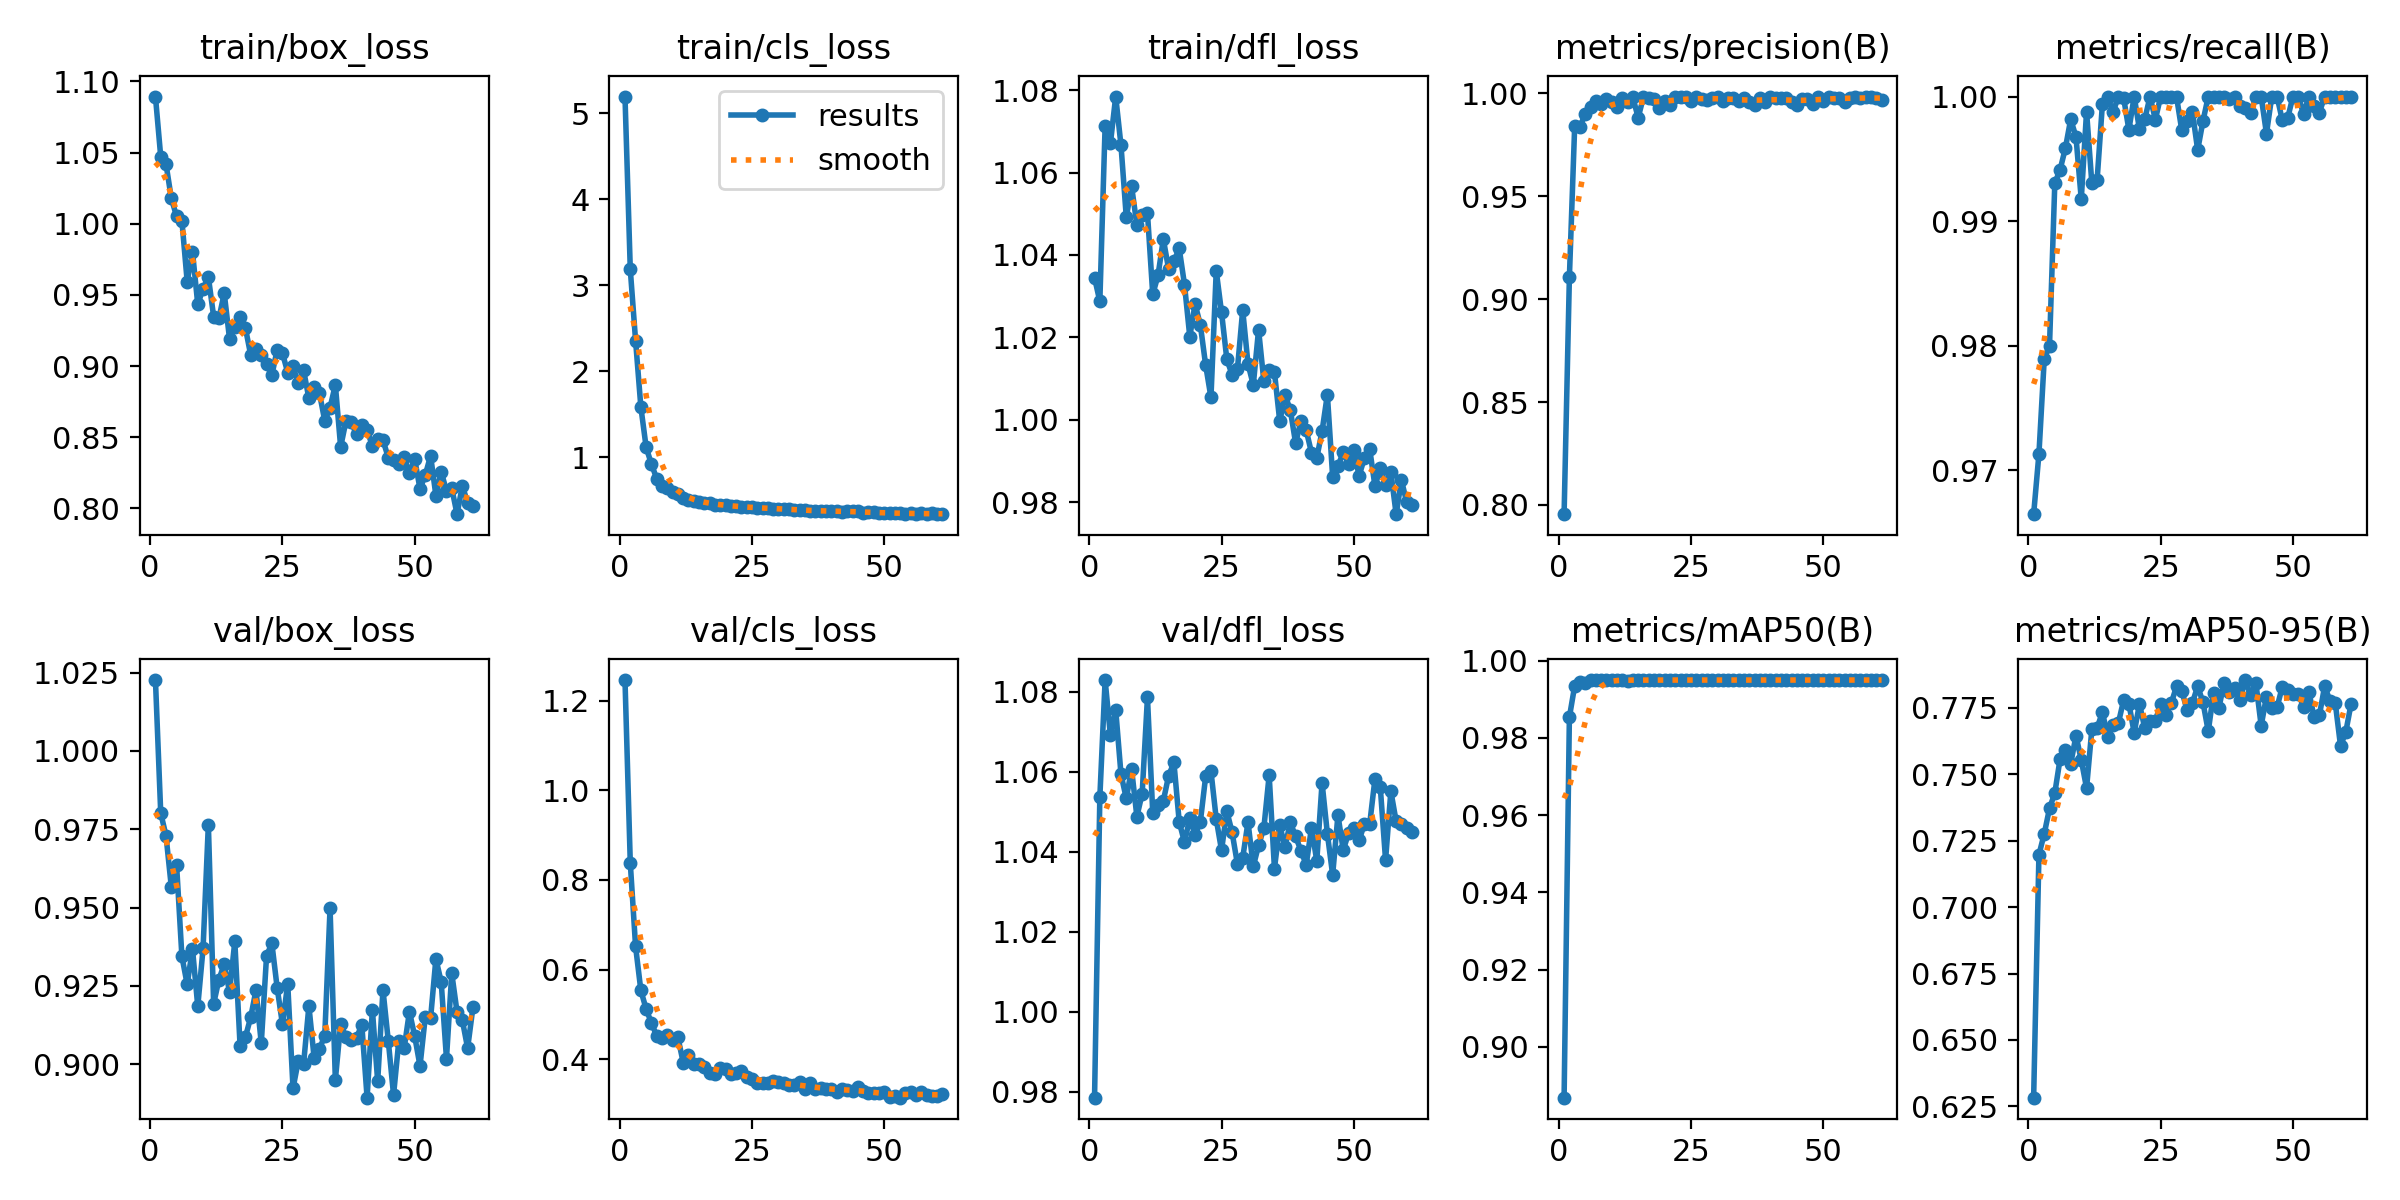 train/box_loss
1.10
1.05
1.00
0.95
0.90
0.85
0.80
0 25 50
train/cls_loss
results
smooth
5
4
3
2
1
0 25 50
train/dfl_loss
1.08
1.06
1.04
1.02
1.00
0.98
0 25 50
metrics/precision(B)
1.00
0.95
0.90
0.85
0.80
0 25 50
metrics/recall(B)
1.00
0.99
0.98
0.97
0 25 50
val/box_loss
1.025
1.000
0.975
0.950
0.925
0.900
0 25 50
val/cls_loss
1.2
1.0
0.8
0.6
0.4
0 25 50
val/dfl_loss
1.08
1.06
1.04
1.02
1.00
0.98
0 25 50
metrics/mAP50(B)
1.00
0.98
0.96
0.94
0.92
0.90
0 25 50
metrics/mAP50-95(B)
0.775
0.750
0.725
0.700
0.675
0.650
0.625
0 25 50